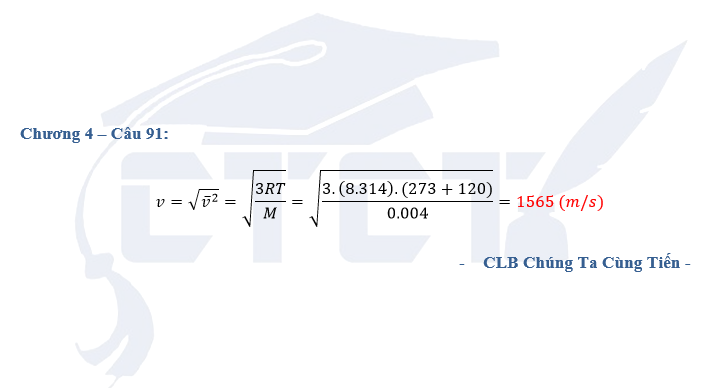 Chương 4 – Câu 91:
CTCT
v = √(v̄²) = √(3RT/M) = √(3.(8.314).(273 + 120)/0.004) = 1565 (m/s)
- CLB Chúng Ta Cùng Tiến -